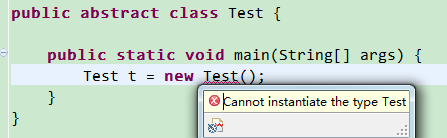 public abstract class Test {
public static void main(String[] args) {
Test t = new Test();
}
}
Cannot instantiate the type Test